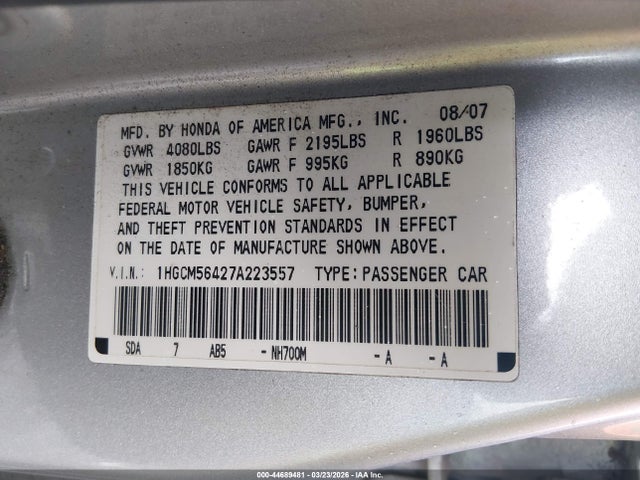 MFD. BY HONDA OF AMERICA MFG., INC. 08/07
GVWR 4080LBS GAWR F 2195LBS R 1960LBS
GVWR 1850KG GAWR F 995KG R 890KG
THIS VEHICLE CONFORMS TO ALL APPLICABLE
FEDERAL MOTOR VEHICLE SAFETY, BUMPER,
AND THEFT PREVENTION STANDARDS IN EFFECT
ON THE DATE OF MANUFACTURE SHOWN ABOVE.
V.I.N.: 1HGCM56427A223557 TYPE: PASSENGER CAR
SDA 7 AB5 - NH700M - A - A
000-44689481 - 03/23/2026 - IAA Inc.